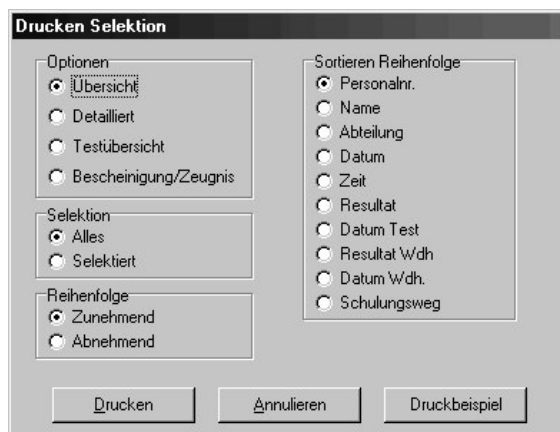 Drucken Selektion
Optionen
Übersicht
Detailliert
Testübersicht
Bescheinigung/Zeugnis
Selektion
Alles
Selektiert
Reihenfolge
Zunehmend
Abnehmend
Sortieren Reihenfolge
Personalnr.
Name
Abteilung
Datum
Zeit
Resultat
Datum Test
Resultat Wdh
Datum Wdh.
Schulungsweg
Drucken
Annulieren
Druckbeispiel